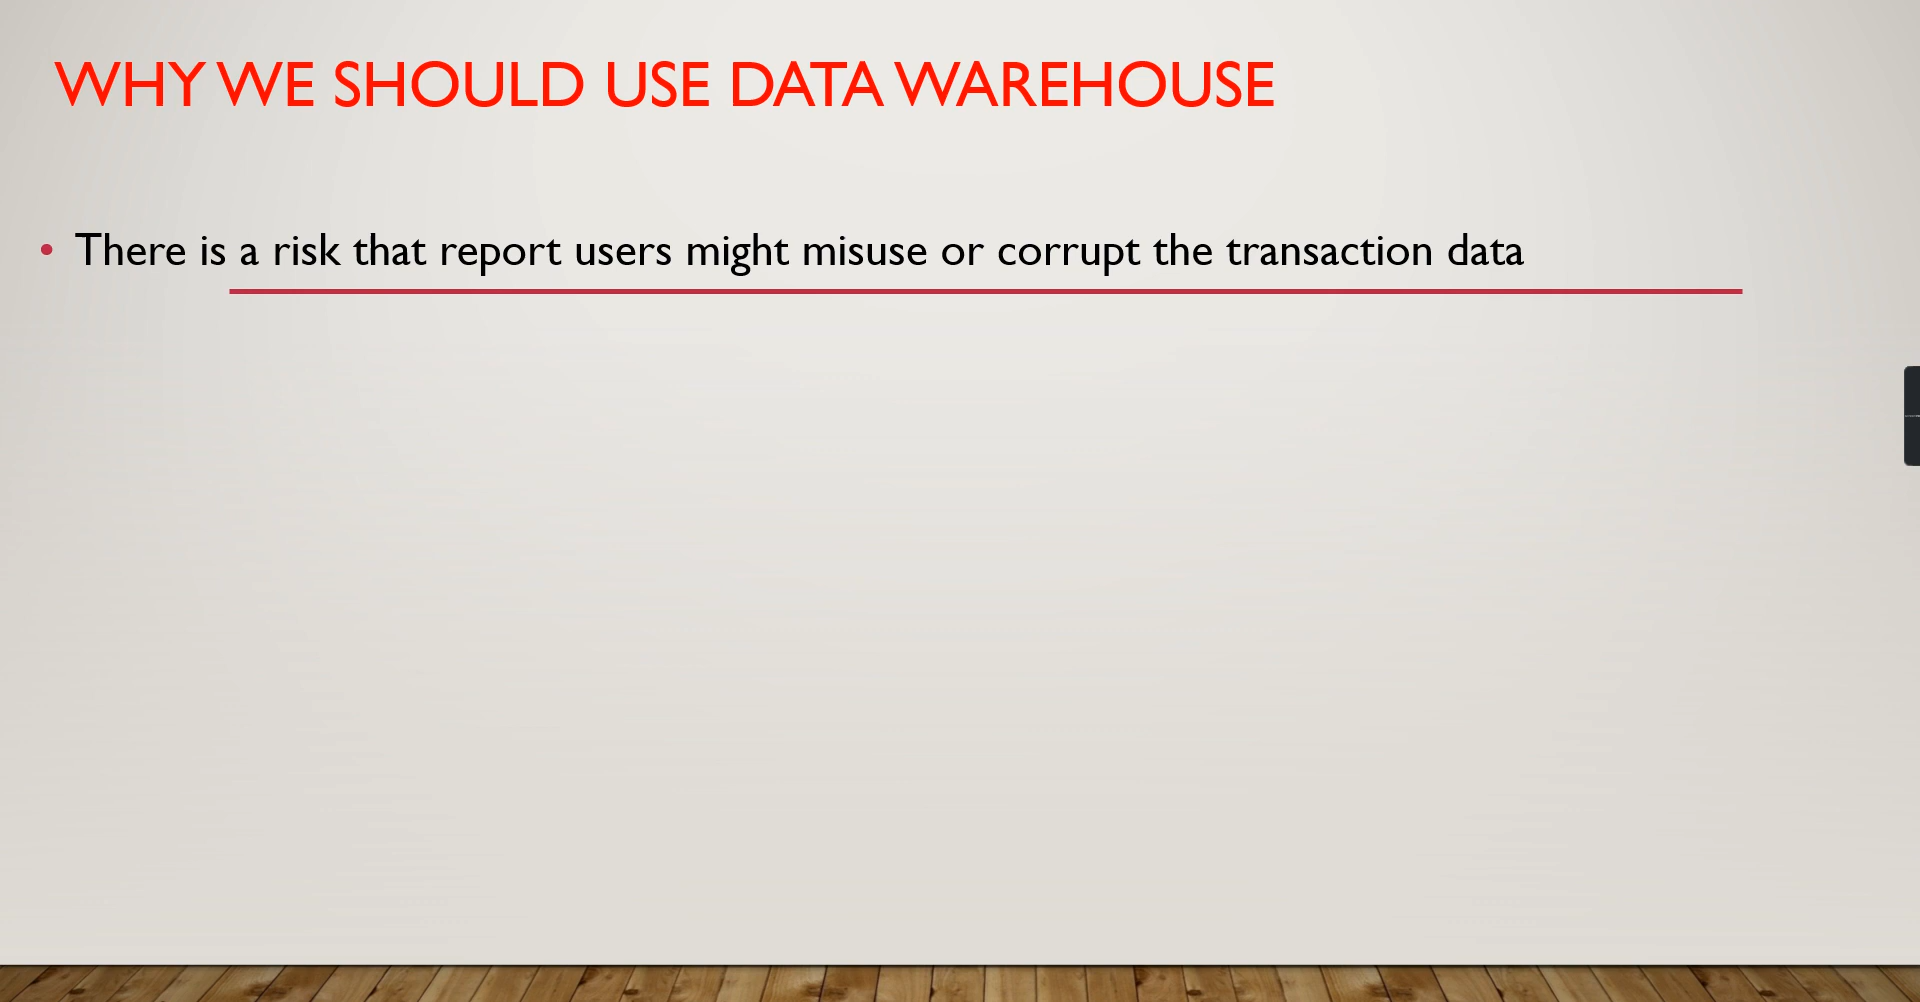 WHY WE SHOULD USE DATA WAREHOUSE
• There is a risk that report users might misuse or corrupt the transaction data